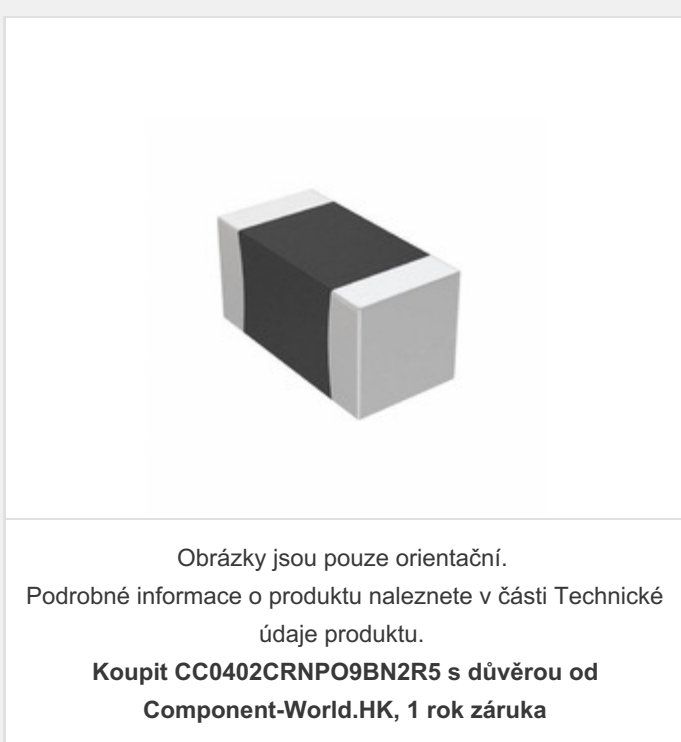 Obrázky jsou pouze orientační.
Podrobné informace o produktu naleznete v části Technické
údaje produktu.
Koupit CC0402CRNPO9BN2R5 s důvěrou od
Component-World.HK, 1 rok záruka